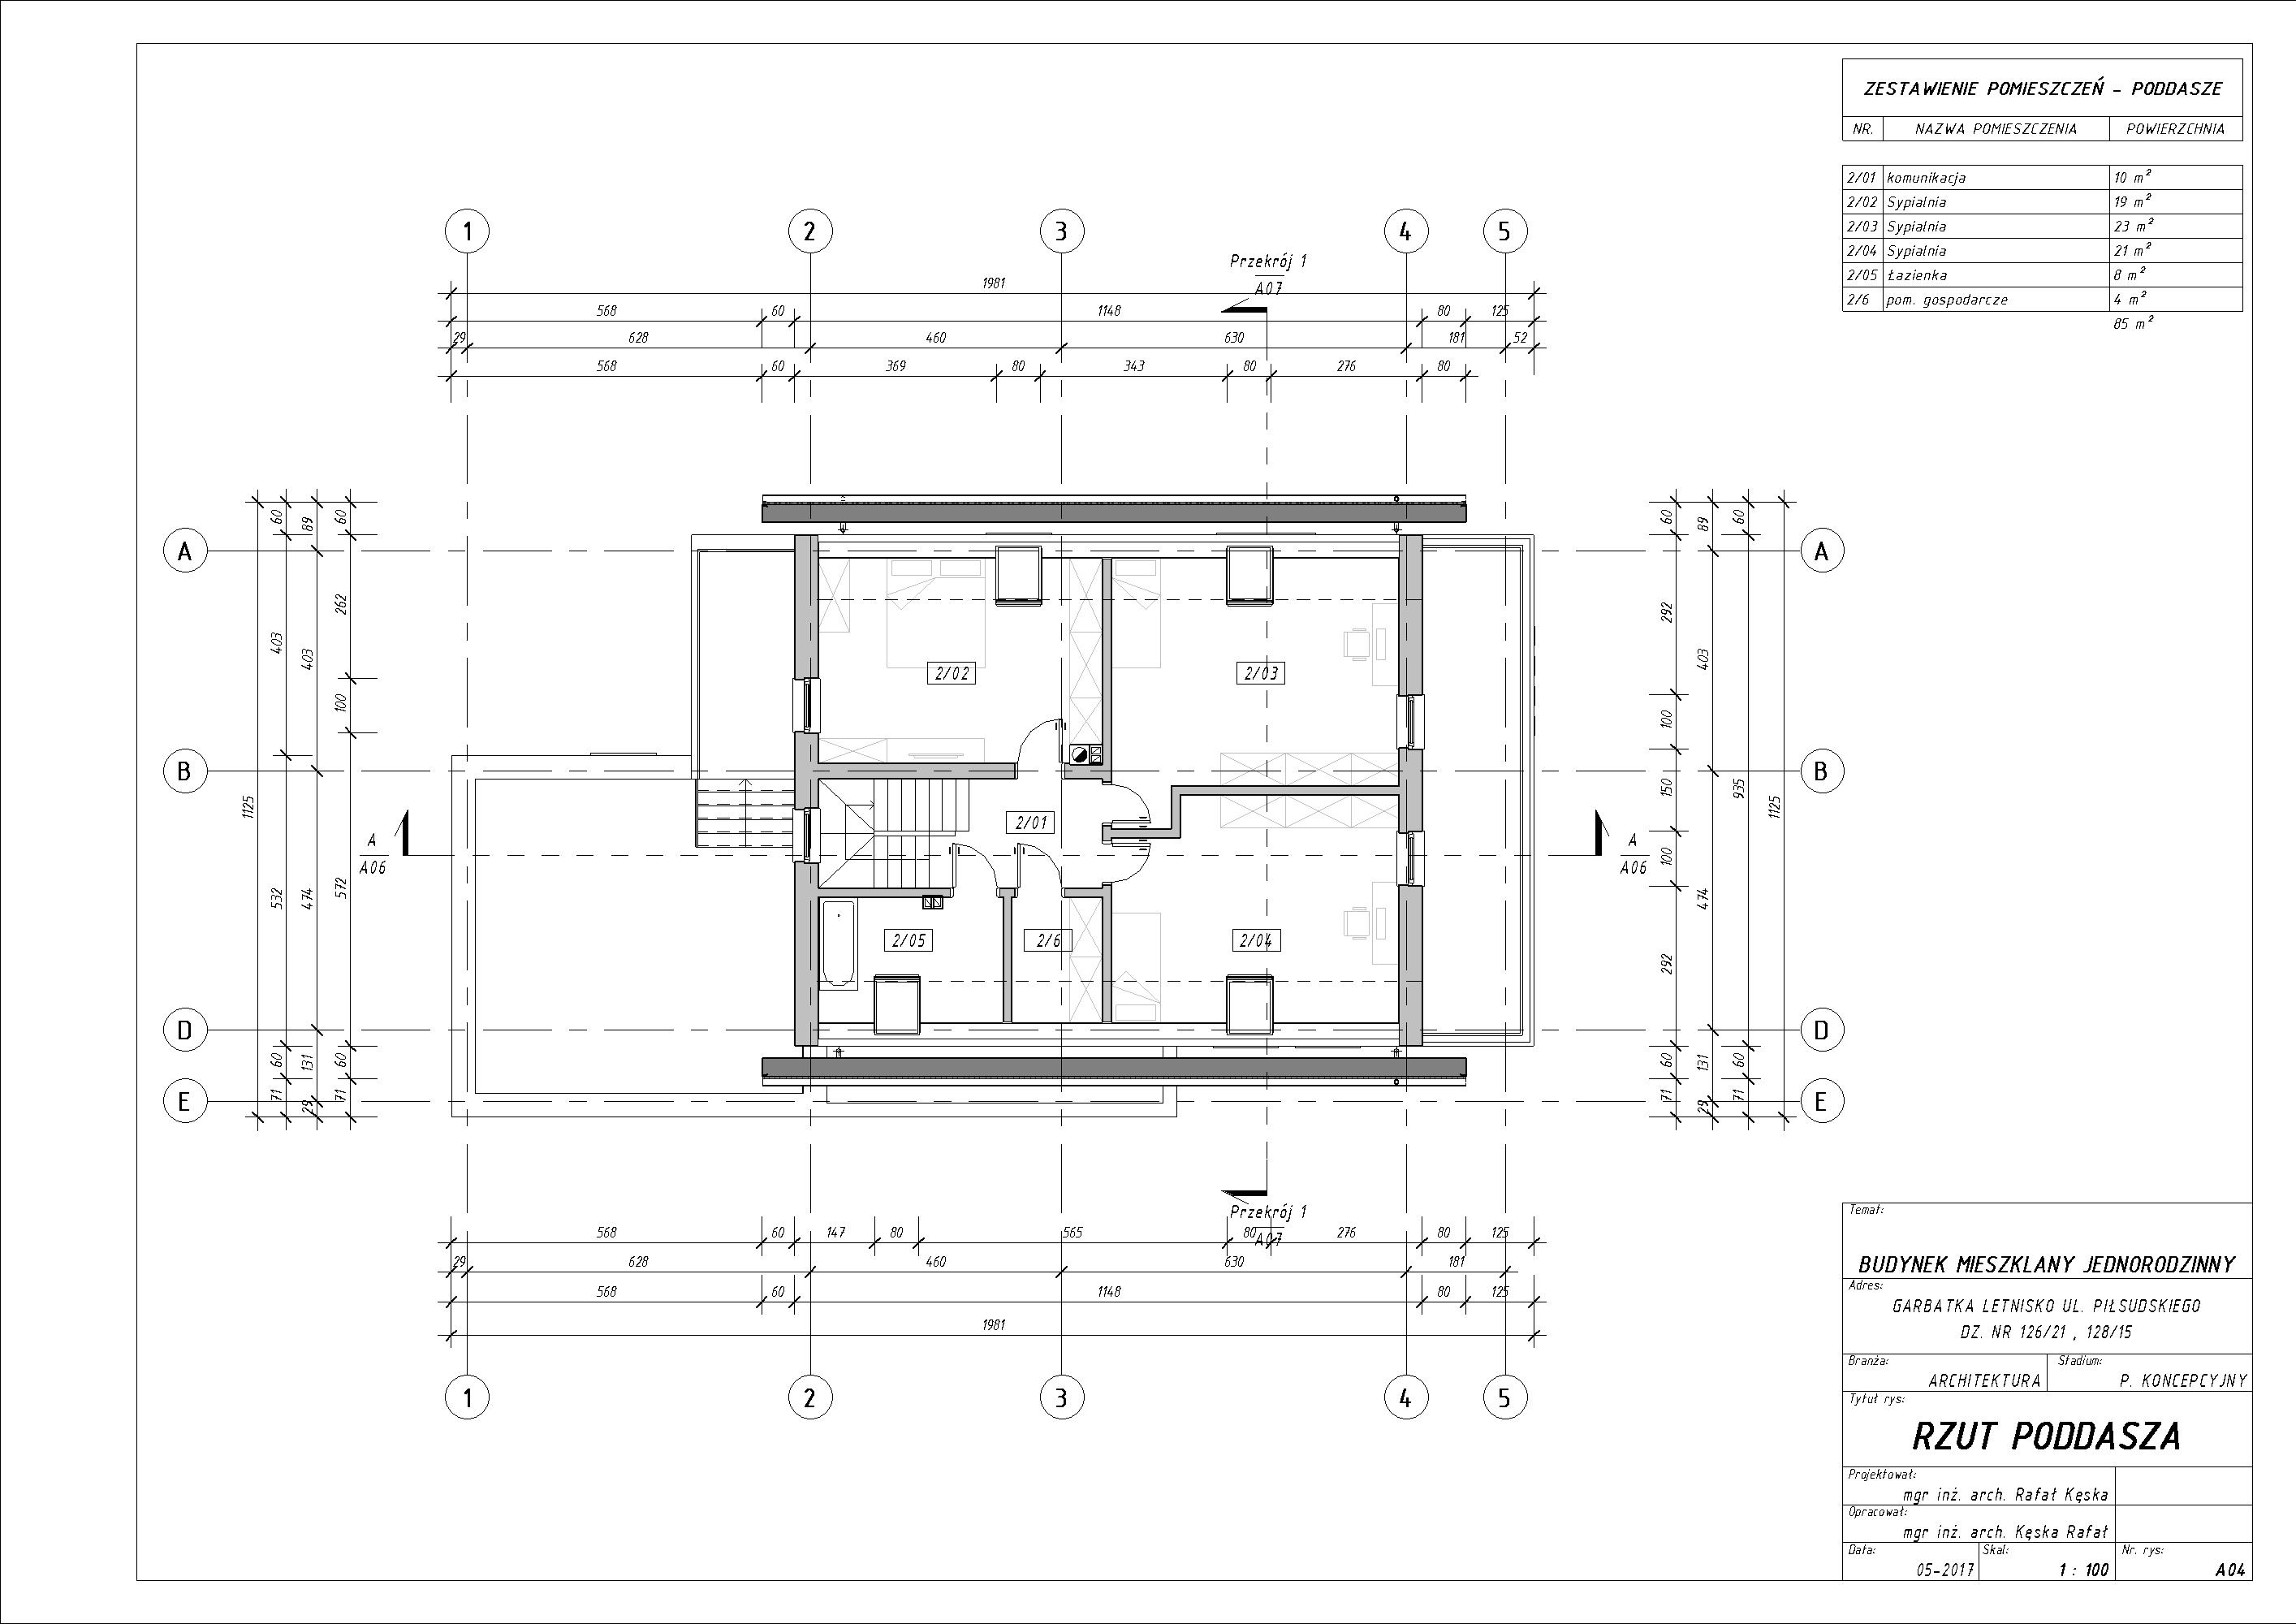 ZESTAWIENIE POMIESZCZEŃ - PODDASZE
NR. NAZWA POMIESZCZENIA POWIERZCHNIA
2/01 komunikacja 10 m²
2/02 Sypialnia 19 m²
2/03 Sypialnia 23 m²
2/04 Sypialnia 21 m²
2/05 Łazienka 8 m²
2/6 pom. gospodarcze 4 m²
85 m²
1 2 3 4 5
Przekrój 1
A07
1981
568 60 1148 80 125
29 628 460 630 181 52
568 60 369 80 343 80 276 80
A
B
D
E
1125
60 403 532 60 71
89 403 474 131 29
60 262 100 572 60 71
A
A06
2/02
2/03
2/01
2/05
2/6
2/04
A
A06
60 292 100 150 100 292 60 71
89 403 474 131 29
60 935 60 71
1125
A
B
D
E
Przekrój 1
A07
568 60 147 80 565 80 276 80 125
29 628 460 630 181
568 60 1148 80 125
1981
1 2 3 4 5
Temat:
BUDYNEK MIESZKLANY JEDNORODZINNY
Adres:
GARBATKA LETNISKO UL. PIŁSUDSKIEGO
DZ. NR 126/21 , 128/15
Branża: Stadium:
ARCHITEKTURA P. KONCEPCYJNY
Tytuł rys:
RZUT PODDASZA
Projektował:
mgr inż. arch. Rafał Kęska
Opracował:
mgr inż. arch. Kęska Rafał
Data: Skal: Nr. rys:
05-2017 1 : 100 A04